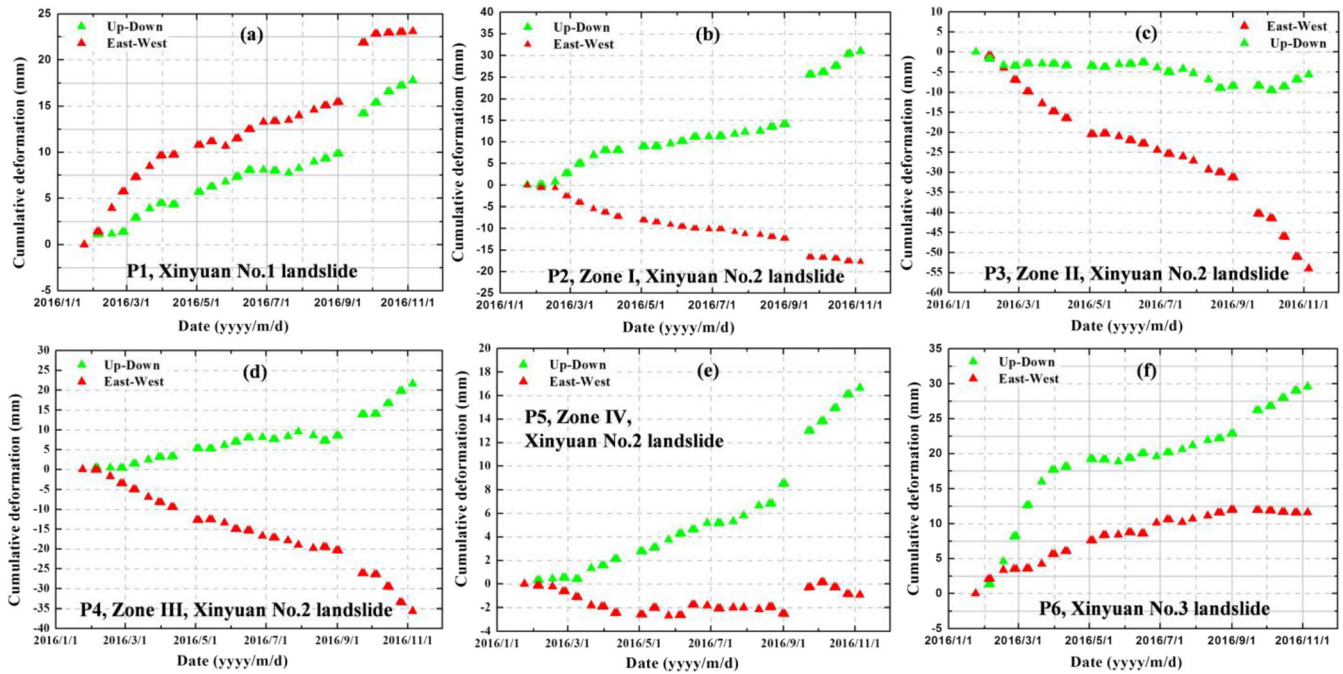 (a)
Up-Down
East-West
Cumulative deformation (mm)
25
20
15
10
5
0
-5
P1, Xinyuan No.1 landslide
2016/1/1 2016/3/1 2016/5/1 2016/7/1 2016/9/1 2016/11/1
Date (yyyy/m/d)
(b)
Up-Down
East-West
Cumulative deformation (mm)
40
35
30
25
20
15
10
5
0
-5
-10
-15
-20
-25
P2, Zone I, Xinyuan No.2 landslide
2016/1/1 2016/3/1 2016/5/1 2016/7/1 2016/9/1 2016/11/1
Date (yyyy/m/d)
(c)
East-West
Up-Down
Cumulative deformation (mm)
10
5
0
-5
-10
-15
-20
-25
-30
-35
-40
-45
-50
-55
-60
P3, Zone II, Xinyuan No.2 landslide
2016/1/1 2016/3/1 2016/5/1 2016/7/1 2016/9/1 2016/11/1
Date (yyyy/m/d)
(d)
Up-Down
East-West
Cumulative deformation (mm)
30
25
20
15
10
5
0
-5
-10
-15
-20
-25
-30
-35
-40
P4, Zone III, Xinyuan No.2 landslide
2016/1/1 2016/3/1 2016/5/1 2016/7/1 2016/9/1 2016/11/1
Date (yyyy/m/d)
(e)
Up-Down
East-West
Cumulative deformation (mm)
20
18
16
14
12
10
8
6
4
2
0
-2
-4
P5, Zone IV,
Xinyuan No.2 landslide
2016/1/1 2016/3/1 2016/5/1 2016/7/1 2016/9/1 2016/11/1
Date (yyyy/m/d)
(f)
Up-Down
East-West
Cumulative deformation (mm)
35
30
25
20
15
10
5
0
-5
P6, Xinyuan No.3 landslide
2016/1/1 2016/3/1 2016/5/1 2016/7/1 2016/9/1 2016/11/1
Date (yyyy/m/d)